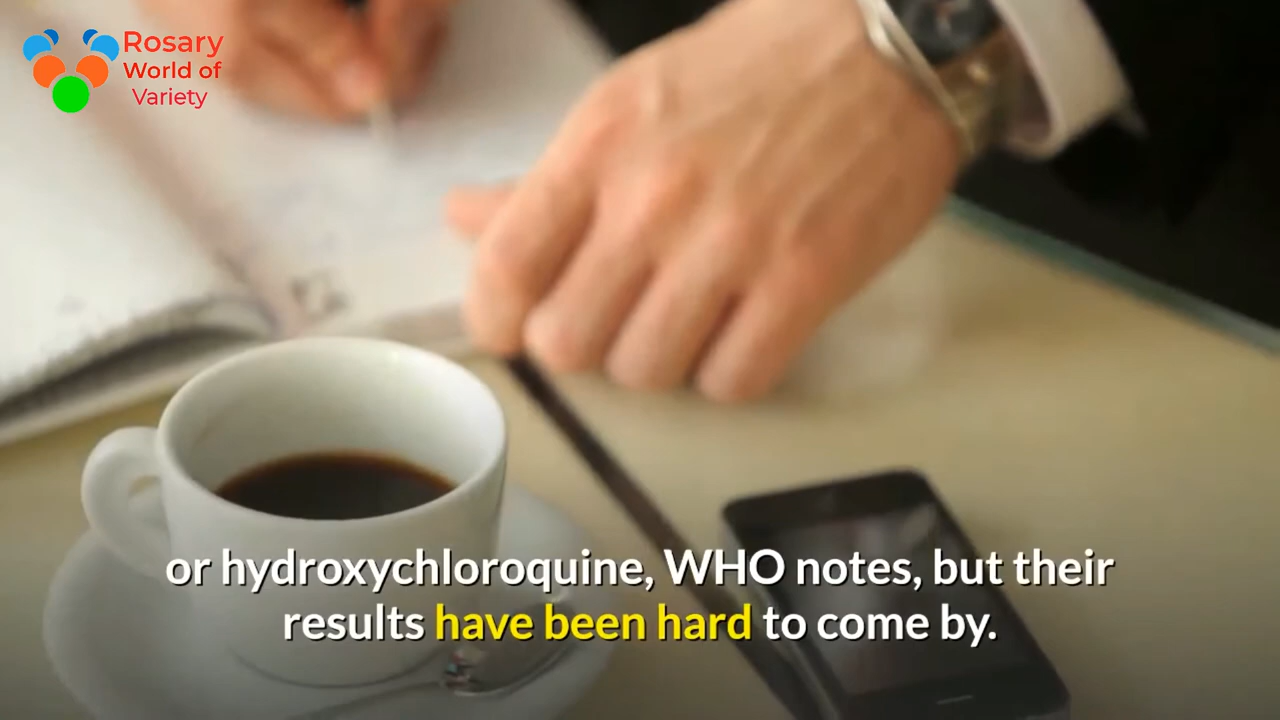 Rosary
World of
Variety
or hydroxychloroquine, WHO notes, but their
results have been hard to come by.